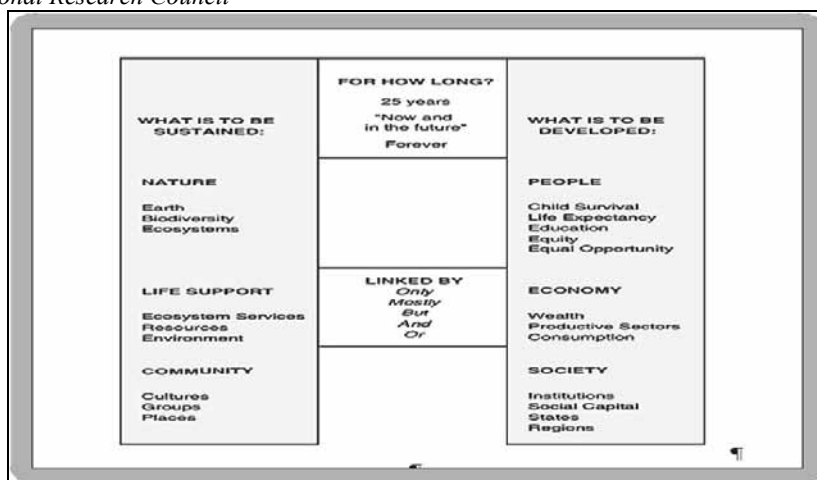 onal Research Council
WHAT IS TO BE
SUSTAINED:
NATURE
Earth
Biodiversity
Ecosystems
LIFE SUPPORT
Ecosystem Services
Resources
Environment
COMMUNITY
Cultures
Groups
Places
FOR HOW LONG?
25 years
"Now and
in the future"
Forever
LINKED BY
Only
Mostly
But
And
Or
WHAT IS TO BE
DEVELOPED:
PEOPLE
Child Survival
Life Expectancy
Education
Equity
Equal Opportunity
ECONOMY
Wealth
Productive Sectors
Consumption
SOCIETY
Institutions
Social Capital
States
Regions
¶